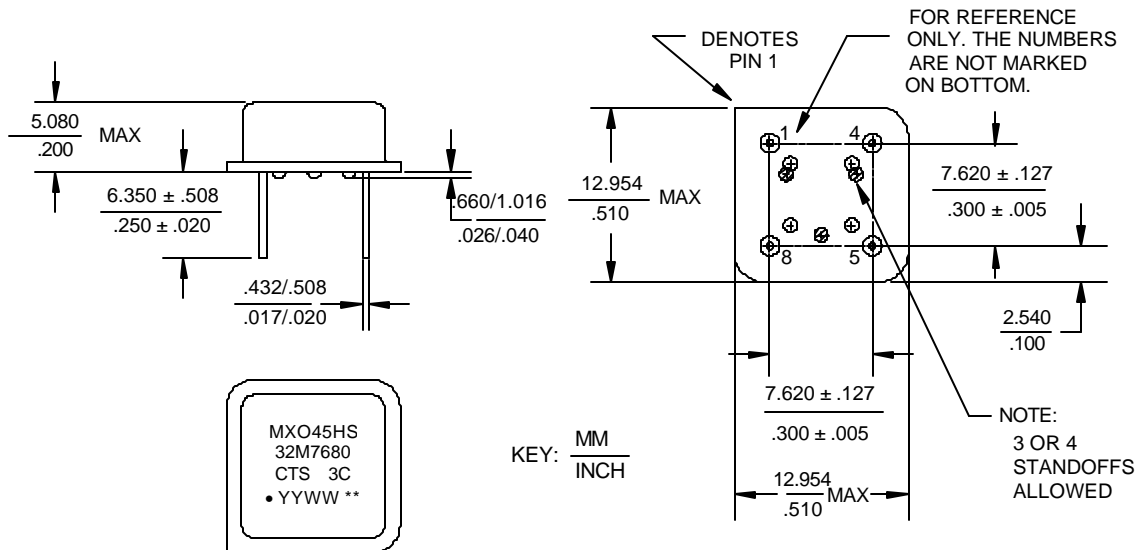 5.080
.200
MAX
6.350 ± .508
.250 ± .020
.660/1.016
.026/.040
.432/.508
.017/.020
MXO45HS
32M7680
CTS 3C
• YYWW **
KEY: MM
INCH
DENOTES
PIN 1
FOR REFERENCE
ONLY. THE NUMBERS
ARE NOT MARKED
ON BOTTOM.
12.954
.510
MAX
1
4
8
5
7.620 ± .127
.300 ± .005
2.540
.100
7.620 ± .127
.300 ± .005
12.954
.510
MAX
NOTE:
3 OR 4
STANDOFFS
ALLOWED